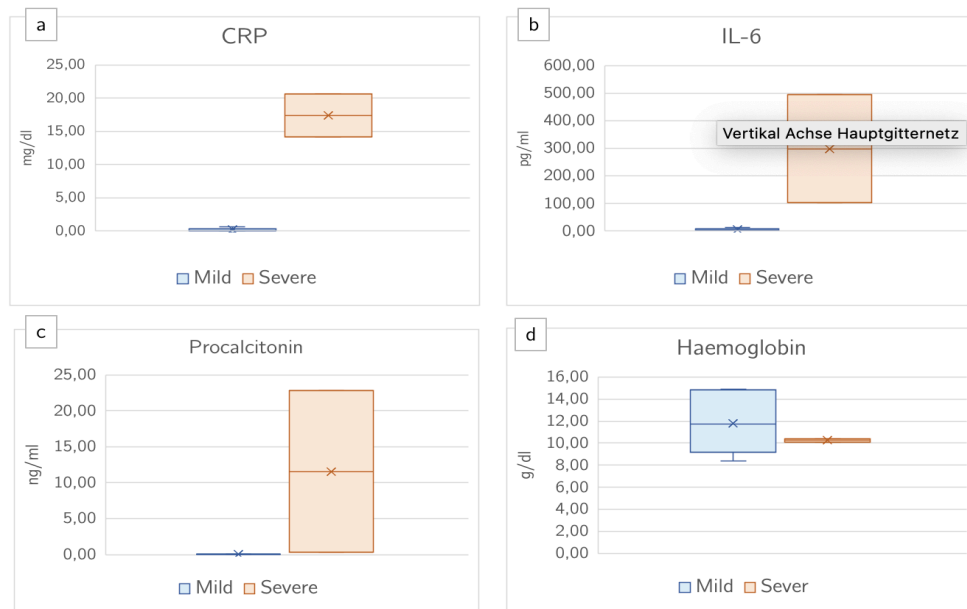 a
CRP
25,00
20,00
15,00
10,00
5,00
0,00
mg/dl
Mild Severe
b
IL-6
600,00
500,00
400,00
300,00
200,00
100,00
0,00
pg/ml
Vertikal Achse Hauptgitternetz
Mild Severe
c
Procalcitonin
25,00
20,00
15,00
10,00
5,00
0,00
ng/ml
Mild Severe
d
Haemoglobin
16,00
14,00
12,00
10,00
8,00
6,00
4,00
2,00
0,00
g/dl
Mild Sever